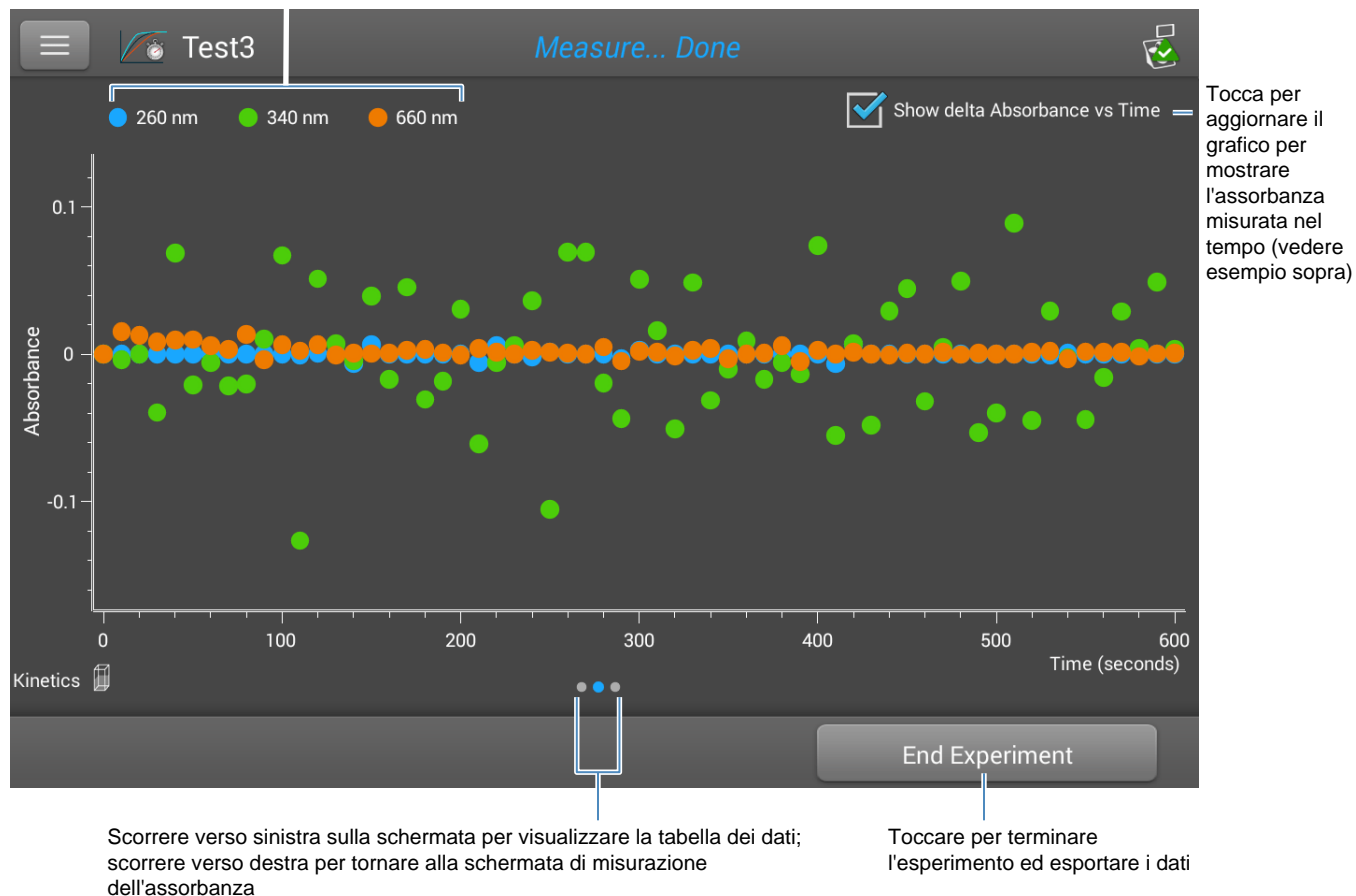 Test3
Measure... Done
260 nm 340 nm 660 nm
Show delta Absorbance vs Time
Tocca per
aggiornare il
grafico per
mostrare
l'assorbanza
misurata nel
tempo (vedere
esempio sopra)
0.1
0
-0.1
Absorbance
0 100 200 300 400 500 600
Time (seconds)
Kinetics
End Experiment
Scorrere verso sinistra sulla schermata per visualizzare la tabella dei dati;
scorrere verso destra per tornare alla schermata di misurazione
dell'assorbanza
Toccare per terminare
l'esperimento ed esportare i dati